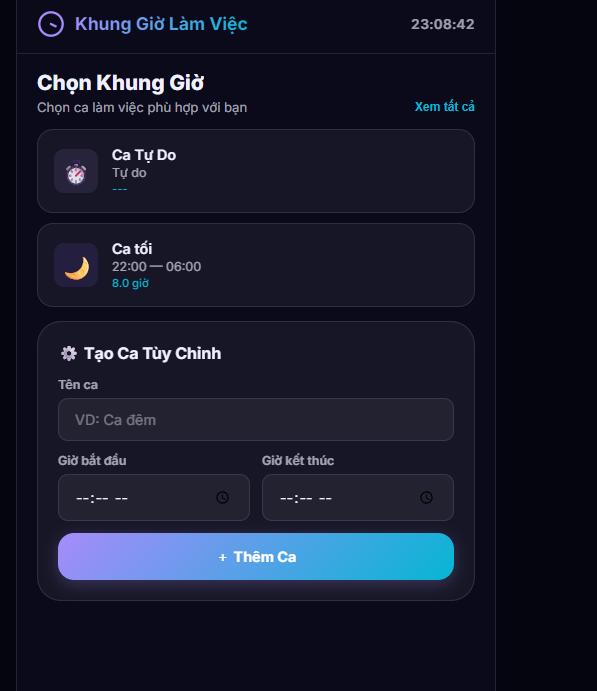 Khung Giờ Làm Việc
23:08:42
Chọn Khung Giờ
Chọn ca làm việc phù hợp với bạn
Xem tất cả
Ca Tự Do
Tự do
---
Ca tối
22:00 — 06:00
8.0 giờ
Tạo Ca Tùy Chỉnh
Tên ca
VD: Ca đêm
Giờ bắt đầu
Giờ kết thúc
--:-- --
--:-- --
+ Thêm Ca